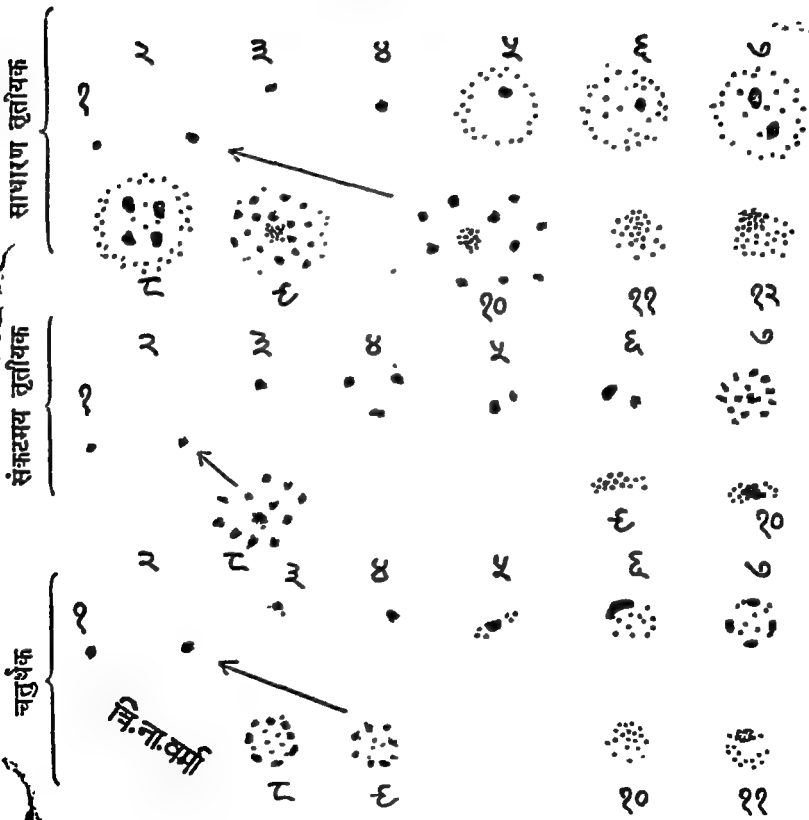 साधारण तृतीयक
१ २ ३ ४ ५ ६ ७
८ ९ १० ११ १२
संकटमय तृतीयक
१ २ ३ ४ ५ ६ ७
८ ९ १०
चतुर्थक
१ २ ३ ४ ५ ६ ७
८ ९ १० ११
त्रि.ना.वर्मा